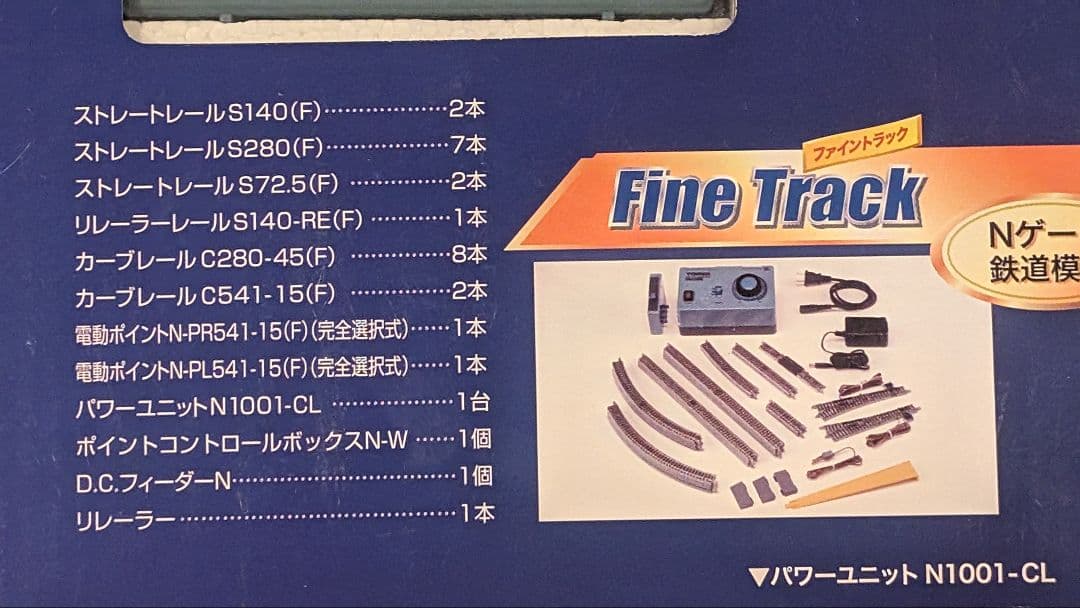 ストレートレールS140(F)………………2本
ストレートレールS280(F)………………7本
ストレートレールS72.5(F)……………2本
リレーラーレールS140-RE(F)…………1本
カーブレールC280-45(F)………………8本
カーブレールC541-15(F)………………2本
電動ポイントN-PR541-15(F)(完全選択式)……1本
電動ポイントN-PL541-15(F)(完全選択式)……1本
パワーユニットN1001-CL………………1台
ポイントコントロールボックスN-W……1個
D.C.フィーダーN…………………………1個
リレーラー…………………………………1本
ファイントラック
Fine Track
Nゲー
鉄道模
▼パワーユニット N1001-CL